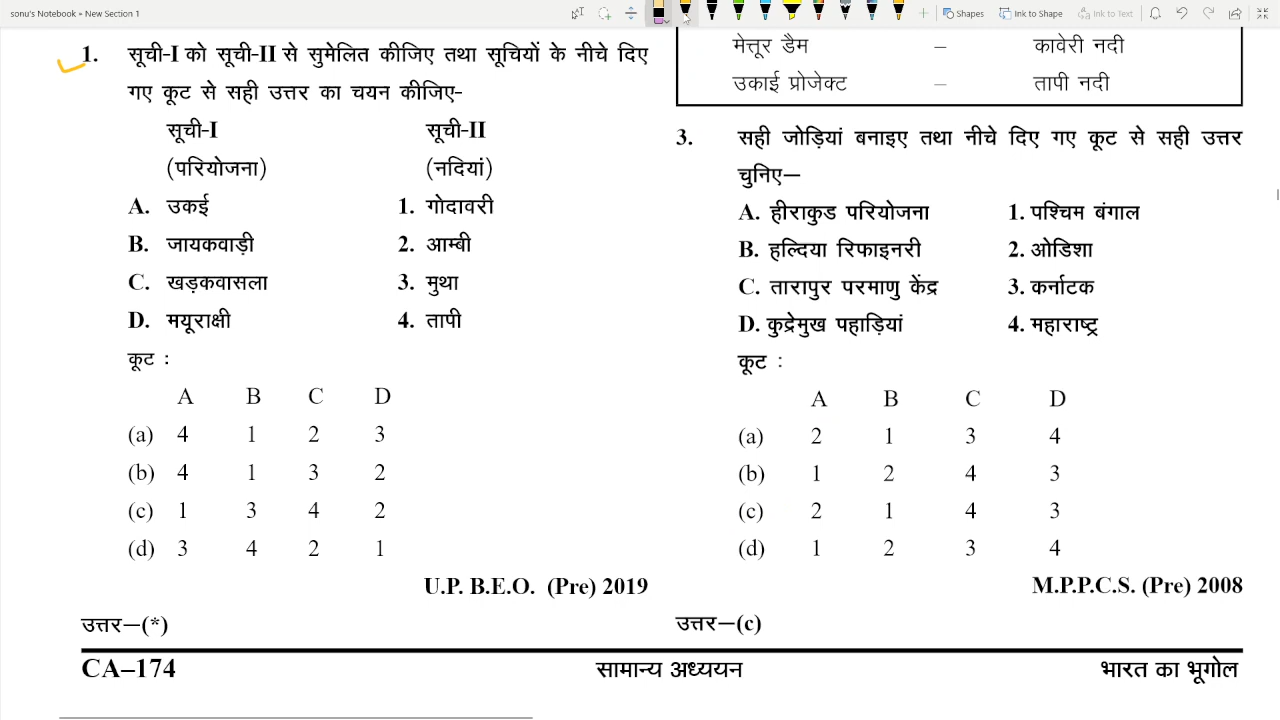 sonu's Notebook » New Section 1
Shapes
Ink to Shape
Ink to Text
1. सूची-I को सूची-II से सुमेलित कीजिए तथा सूचियों के नीचे दिए
गए कूट से सही उत्तर का चयन कीजिए-
सूची-I सूची-II
(परियोजना) (नदियां)
A. उकई 1. गोदावरी
B. जायकवाड़ी 2. आम्बी
C. खड़कवासला 3. मुथा
D. मयूराक्षी 4. तापी
कूट :
A B C D
(a) 4 1 2 3
(b) 4 1 3 2
(c) 1 3 4 2
(d) 3 4 2 1
U.P. B.E.O. (Pre) 2019
उत्तर–(*)
मेत्तूर डैम – कावेरी नदी
उकाई प्रोजेक्ट – तापी नदी
3. सही जोड़ियां बनाइए तथा नीचे दिए गए कूट से सही उत्तर
चुनिए–
A. हीराकुड परियोजना 1. पश्चिम बंगाल
B. हल्दिया रिफाइनरी 2. ओडिशा
C. तारापुर परमाणु केंद्र 3. कर्नाटक
D. कुद्रेमुख पहाड़ियां 4. महाराष्ट्र
कूट :
A B C D
(a) 2 1 3 4
(b) 1 2 4 3
(c) 2 1 4 3
(d) 1 2 3 4
M.P.P.C.S. (Pre) 2008
उत्तर–(c)
CA–174 सामान्य अध्ययन भारत का भूगोल